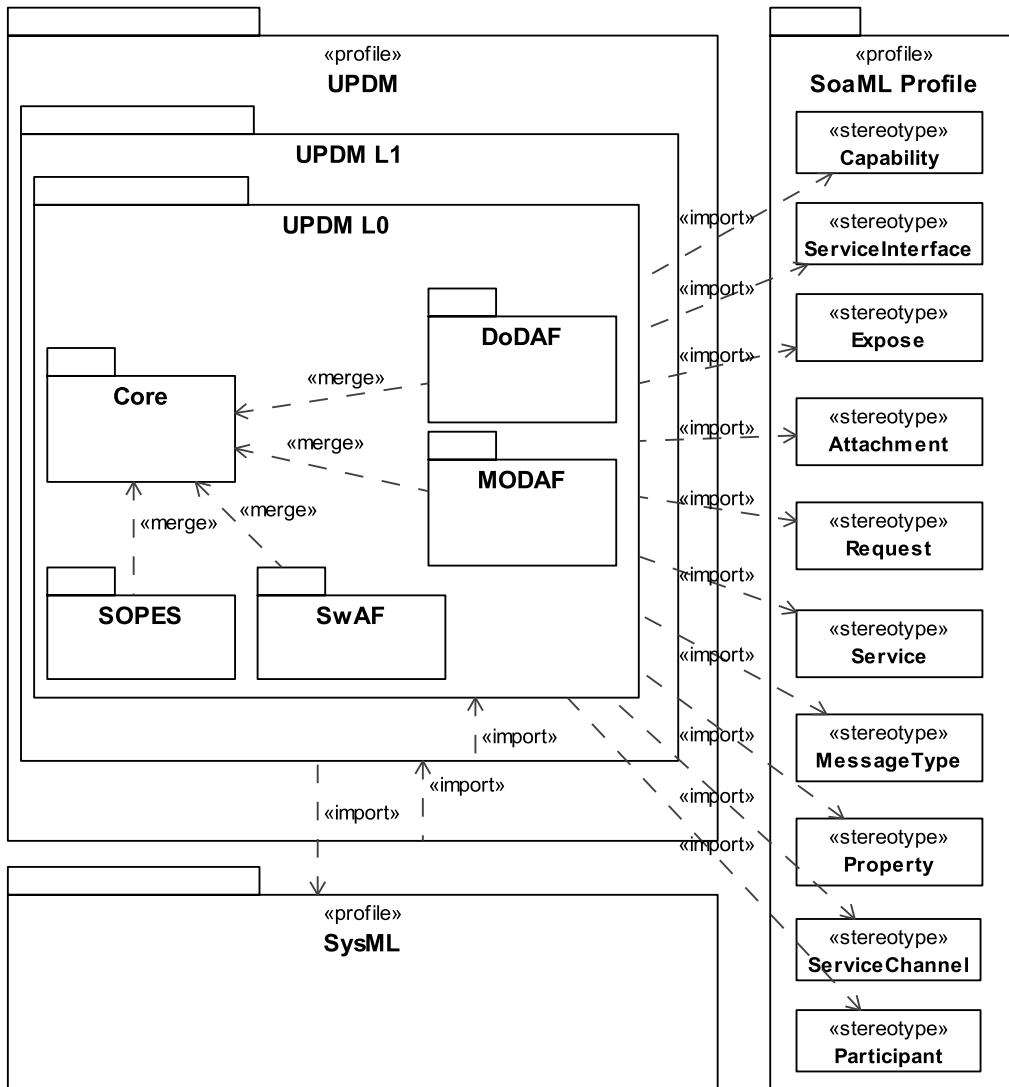 «profile»
UPDM
UPDM L1
UPDM L0
DoDAF
Core
«merge»
«merge»
MODAF
«merge»
«merge»
SOPES
SwAF
«import»
«import»
«import»
«profile»
SysML
«import»
«import»
«import»
«import»
«import»
«import»
«import»
«import»
«import»
«import»
«profile»
SoaML Profile
«stereotype»
Capability
«stereotype»
ServiceInterface
«stereotype»
Expose
«stereotype»
Attachment
«stereotype»
Request
«stereotype»
Service
«stereotype»
MessageType
«stereotype»
Property
«stereotype»
ServiceChannel
«stereotype»
Participant